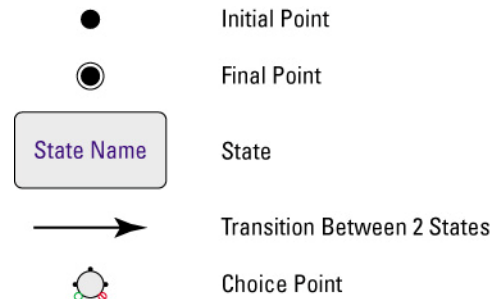 Initial Point
Final Point
State Name
State
Transition Between 2 States
Choice Point